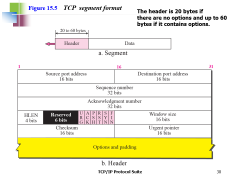 Figure 15.5 TCP segment format
The header is 20 bytes if
there are no options and up to 60
bytes if it contains options.
20 to 60 bytes
Header Data
a. Segment
1 16 31
Source port address
16 bits
Destination port address
16 bits
Sequence number
32 bits
Acknowledgment number
32 bits
HLEN
4 bits
Reserved
6 bits
U A P R S F
R C S S Y I
G K H T N N
Window size
16 bits
Checksum
16 bits
Urgent pointer
16 bits
Options and padding
b. Header
TCP/IP Protocol Suite